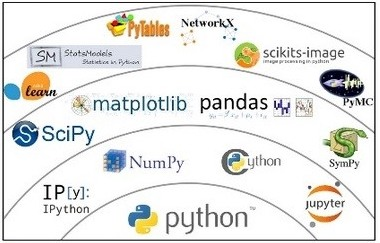 PyTables
NetworkX
SM StatsModels
Statistics in Python
scikits-image
image processing in python
learn
matplotlib
pandas
PyMC
SciPy
NumPy
Cython
SymPy
IP[y]:
IPython
python™
jupyter